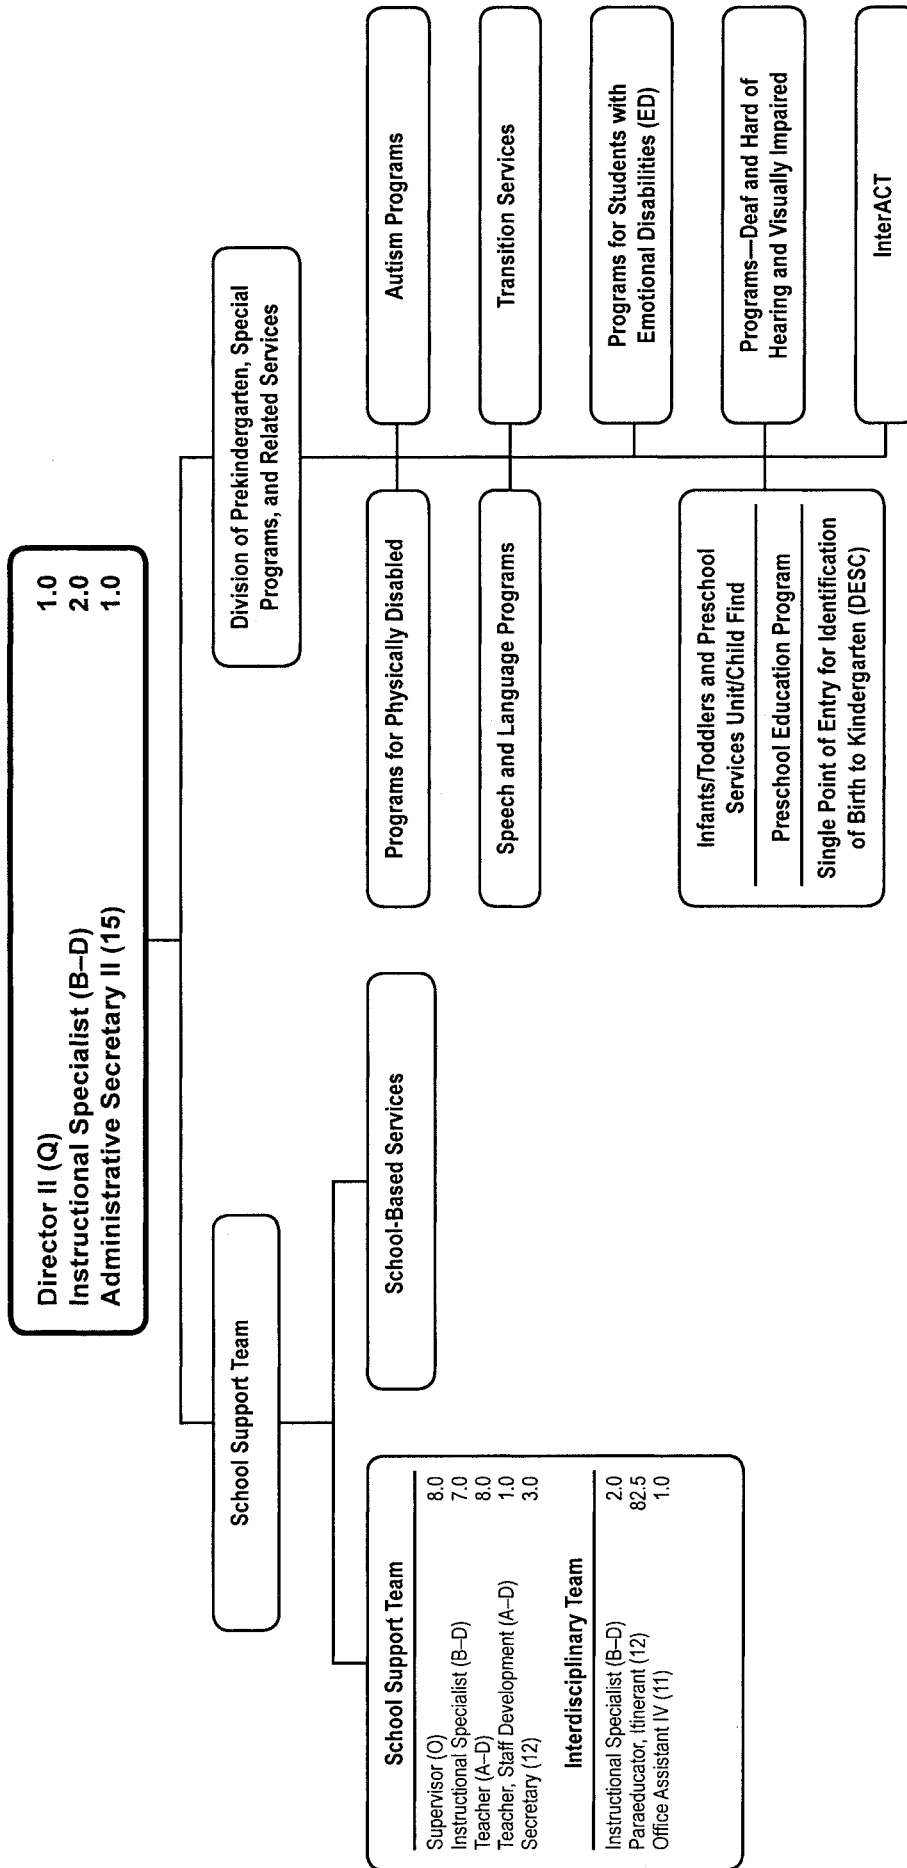 Director II (Q) 1.0
Instructional Specialist (B–D) 2.0
Administrative Secretary II (15) 1.0
School Support Team
Division of Prekindergarten, Special
Programs, and Related Services
School Support Team
Supervisor (O) 8.0
Instructional Specialist (B–D) 7.0
Teacher (A–D) 8.0
Teacher, Staff Development (A–D) 1.0
Secretary (12) 3.0
Interdisciplinary Team
Instructional Specialist (B–D) 2.0
Paraeducator, Itinerant (12) 82.5
Office Assistant IV (11) 1.0
School-Based Services
Programs for Physically Disabled
Autism Programs
Speech and Language Programs
Transition Services
Programs for Students with
Emotional Disabilities (ED)
Infants/Toddlers and Preschool
Services Unit/Child Find
Preschool Education Program
Single Point of Entry for Identification
of Birth to Kindergarten (DESC)
Programs—Deaf and Hard of
Hearing and Visually Impaired
InterACT